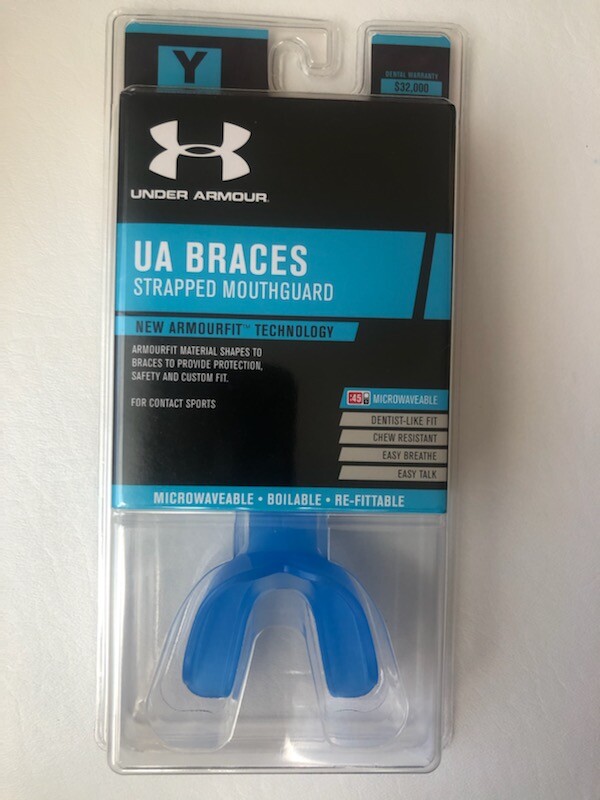 Y
DENTAL WARRANTY
$32,000
UNDER ARMOUR
UA BRACES
STRAPPED MOUTHGUARD
NEW ARMOURFIT™ TECHNOLOGY
ARMOURFIT MATERIAL SHAPES TO
BRACES TO PROVIDE PROTECTION,
SAFETY AND CUSTOM FIT.
FOR CONTACT SPORTS
:45 MICROWAVEABLE
DENTIST-LIKE FIT
CHEW RESISTANT
EASY BREATHE
EASY TALK
MICROWAVEABLE • BOILABLE • RE-FITTABLE